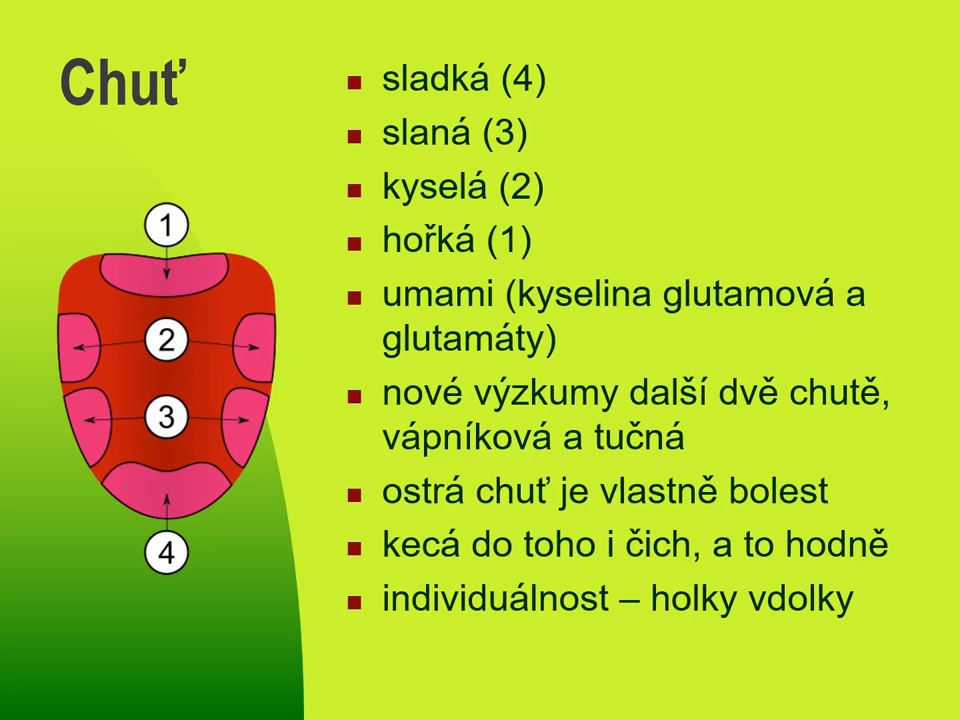 Chuť
sladká (4)
slaná (3)
kyselá (2)
hořká (1)
umami (kyselina glutamová a
glutamáty)
nové výzkumy další dvě chutě,
vápníková a tučná
ostrá chuť je vlastně bolest
kecá do toho i čich, a to hodně
individuálnost – holky vdolky
1
2
3
4